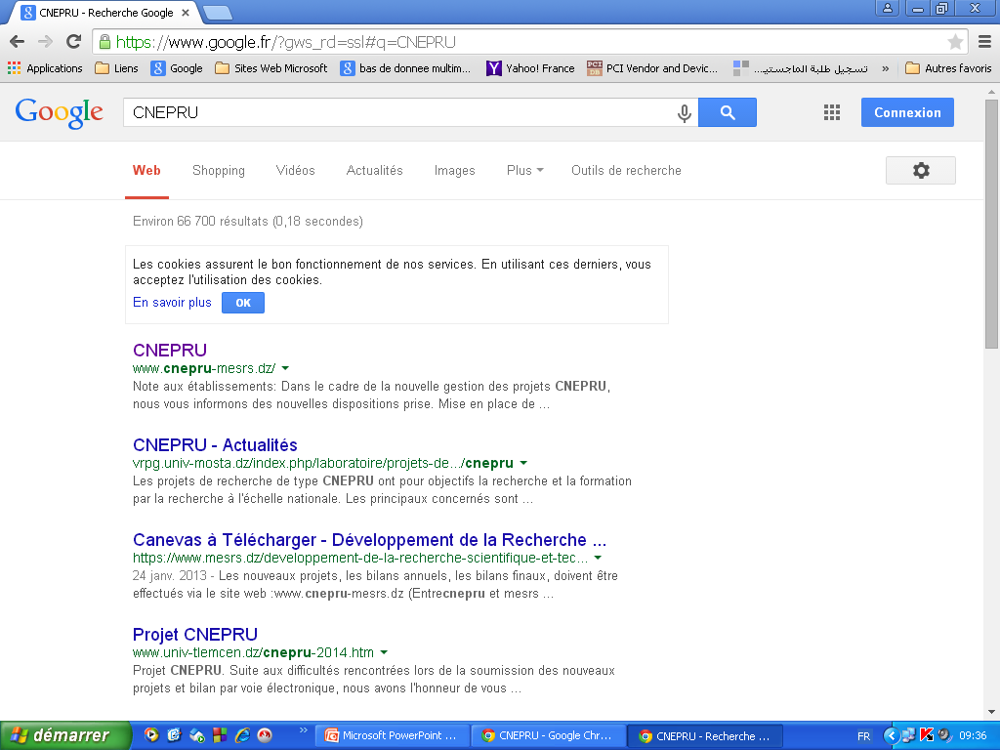 CNEPRU - Recherche Google
https://www.google.fr/?gws_rd=ssl#q=CNEPRU
Applications Liens Google Sites Web Microsoft bas de donnee multim... Yahoo! France PCI Vendor and Devic... تسجيل طلبة الماجستي... » Autres favoris
Google CNEPRU Connexion
Web Shopping Vidéos Actualités Images Plus Outils de recherche
Environ 66 700 résultats (0,18 secondes)
Les cookies assurent le bon fonctionnement de nos services. En utilisant ces derniers, vous
acceptez l'utilisation des cookies.
En savoir plus OK
CNEPRU
www.cnepru-mesrs.dz/
Note aux établissements: Dans le cadre de la nouvelle gestion des projets CNEPRU,
nous vous informons des nouvelles dispositions prise. Mise en place de ...
CNEPRU - Actualités
vrpg.univ-mosta.dz/index.php/laboratoire/projets-de.../cnepru
Les projets de recherche de type CNEPRU ont pour objectifs la recherche et la formation
par la recherche à l'échelle nationale. Les principaux concernés sont ...
Canevas à Télécharger - Développement de la Recherche ...
https://www.mesrs.dz/developpement-de-la-recherche-scientifique-et-tec...
24 janv. 2013 - Les nouveaux projets, les bilans annuels, les bilans finaux, doivent être
effectués via le site web :www.cnepru-mesrs.dz (Entrecnepru et mesrs ...
Projet CNEPRU
www.univ-tlemcen.dz/cnepru-2014.htm
Projet CNEPRU. Suite aux difficultés rencontrées lors de la soumission des nouveaux
projets et bilan par voie électronique, nous avons l'honneur de vous ...
démarrer » Microsoft PowerPoint ... CNEPRU - Google Chr... CNEPRU - Recherche ... FR 09:36